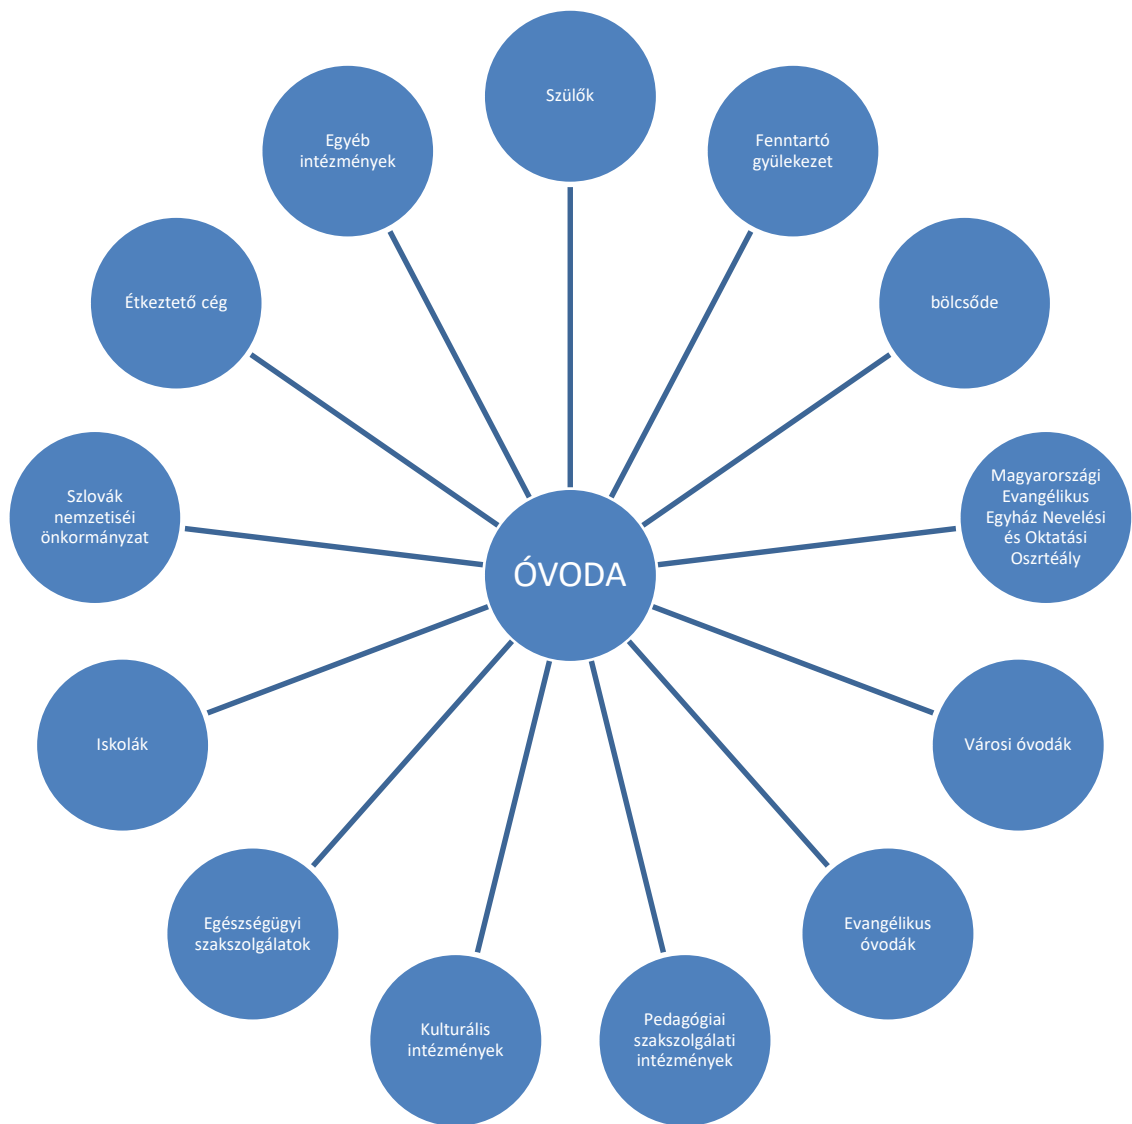 Szülők
Fenntartó
gyülekezet
bölcsőde
Magyarországi
Evangélikus
Egyház Nevelési
és Oktatási
Oszrtéály
Városi óvodák
Evangélikus
óvodák
Pedagógiai
szakszolgálati
intézmények
Kulturális
intézmények
Egészségügyi
szakszolgálatok
Iskolák
Szlovák
nemzetiséi
önkormányzat
Étkeztető cég
Egyéb
intézmények
ÓVODA